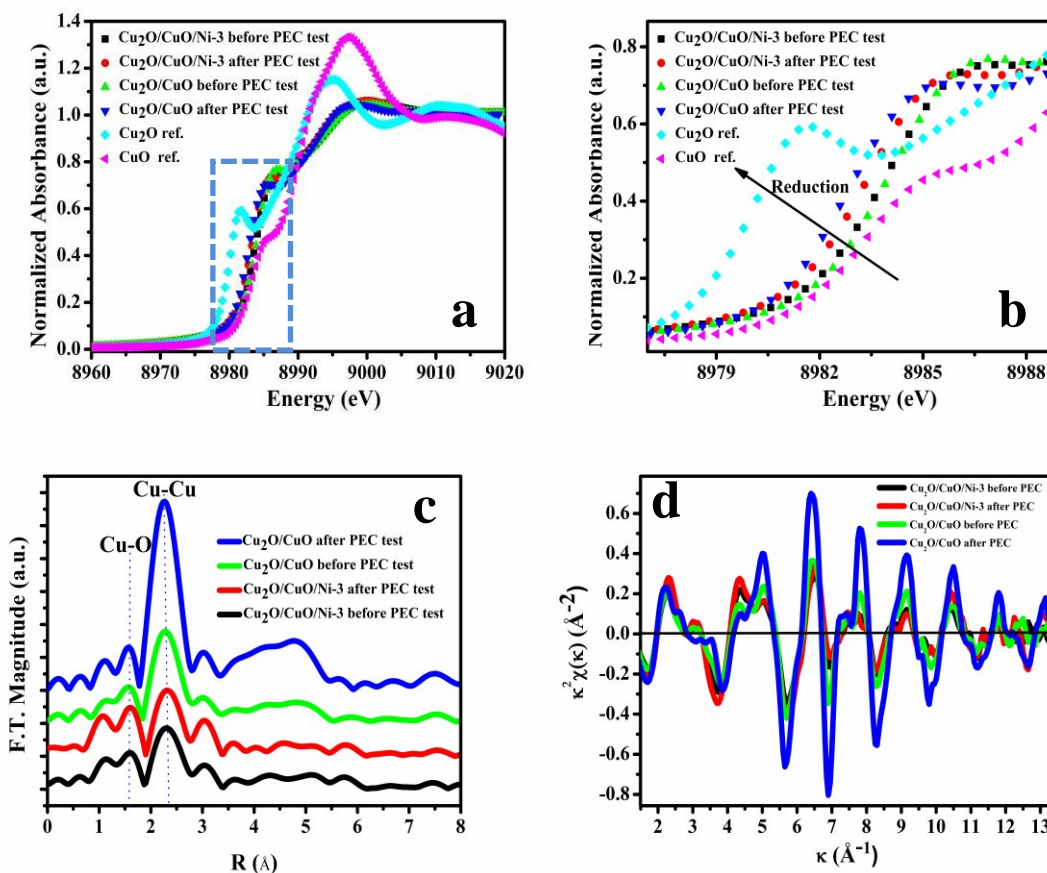 a
Cu2O/CuO/Ni-3 before PEC test
Cu2O/CuO/Ni-3 after PEC test
Cu2O/CuO before PEC test
Cu2O/CuO after PEC test
Cu2O ref.
CuO ref.
1.4
1.2
1.0
0.8
0.6
0.4
0.2
0.0
Normalized Absorbance (a.u.)
8960 8970 8980 8990 9000 9010 9020
Energy (eV)
b
Cu2O/CuO/Ni-3 before PEC test
Cu2O/CuO/Ni-3 after PEC test
Cu2O/CuO before PEC test
Cu2O/CuO after PEC test
Cu2O ref.
CuO ref.
Reduction
0.8
0.6
0.4
0.2
Normalized Absorbance (a.u.)
8979 8982 8985 8988
Energy (eV)
c
Cu-Cu
Cu-O
Cu2O/CuO after PEC test
Cu2O/CuO before PEC test
Cu2O/CuO/Ni-3 after PEC test
Cu2O/CuO/Ni-3 before PEC test
F.T. Magnitude (a.u.)
0 1 2 3 4 5 6 7 8
R (Å)
d
Cu2O/CuO/Ni-3 before PEC
Cu2O/CuO/Ni-3 after PEC
Cu2O/CuO before PEC
Cu2O/CuO after PEC
0.8
0.4
0.0
-0.4
-0.8
κ²χ(κ) (Å⁻²)
2 3 4 5 6 7 8 9 10 11 12 13
κ (Å⁻¹)